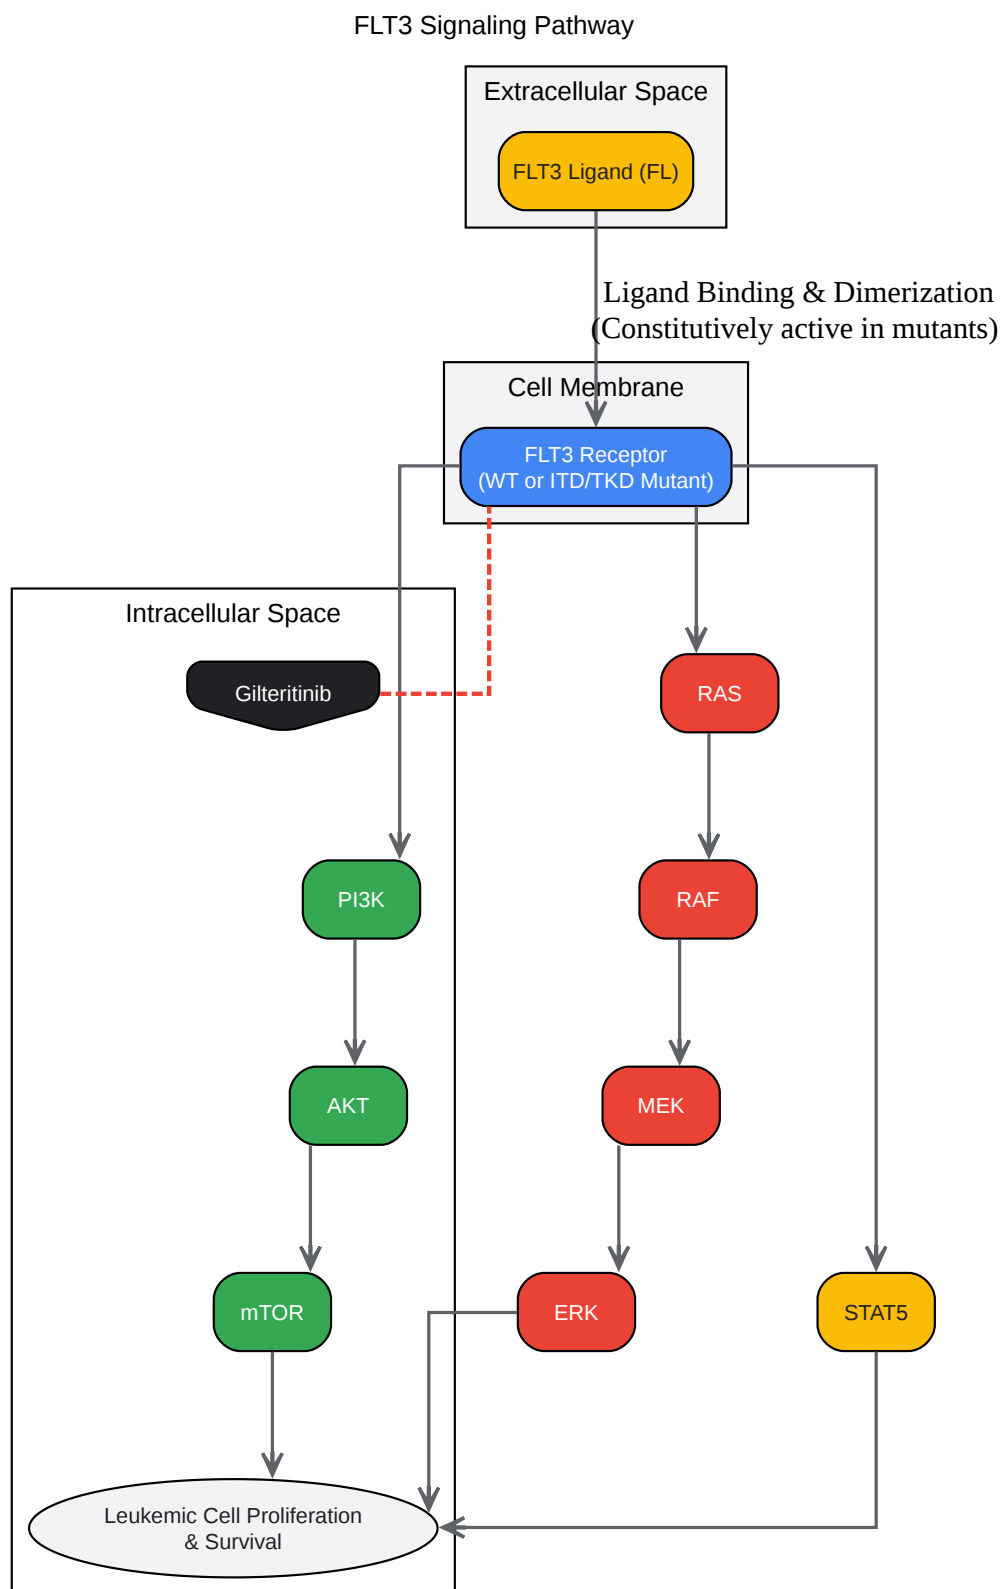 FLT3 Signaling Pathway
Extracellular Space
FLT3 Ligand (FL)
Ligand Binding & Dimerization
(Constitutively active in mutants)
Cell Membrane
FLT3 Receptor
(WT or ITD/TKD Mutant)
Intracellular Space
Gilteritinib
RAS
PI3K
RAF
AKT
MEK
mTOR
ERK
STAT5
Leukemic Cell Proliferation
& Survival